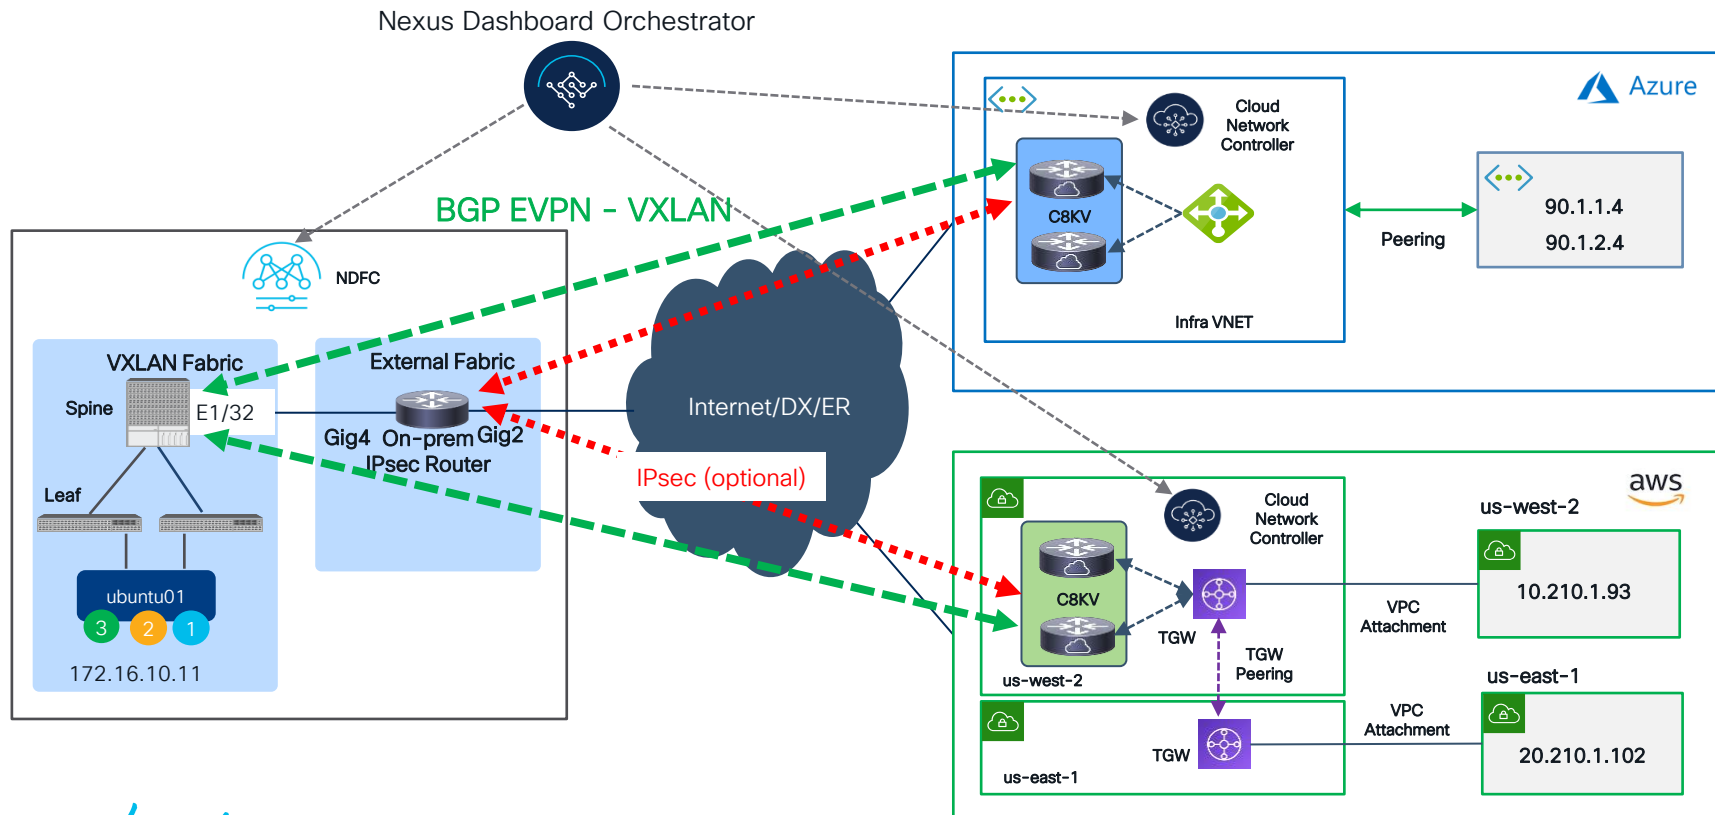 Nexus Dashboard Orchestrator
Azure
Cloud
Network
Controller
C8KV
Infra VNET
Peering
90.1.1.4
90.1.2.4
BGP EVPN - VXLAN
NDFC
VXLAN Fabric
Spine
E1/32
Leaf
ubuntu01
3
2
1
172.16.10.11
External Fabric
Gig4 On-prem Gig2
IPsec Router
Internet/DX/ER
IPsec (optional)
aws
Cloud
Network
Controller
C8KV
us-west-2
TGW
TGW
Peering
VPC
Attachment
us-west-2
10.210.1.93
us-east-1
TGW
VPC
Attachment
us-east-1
20.210.1.102